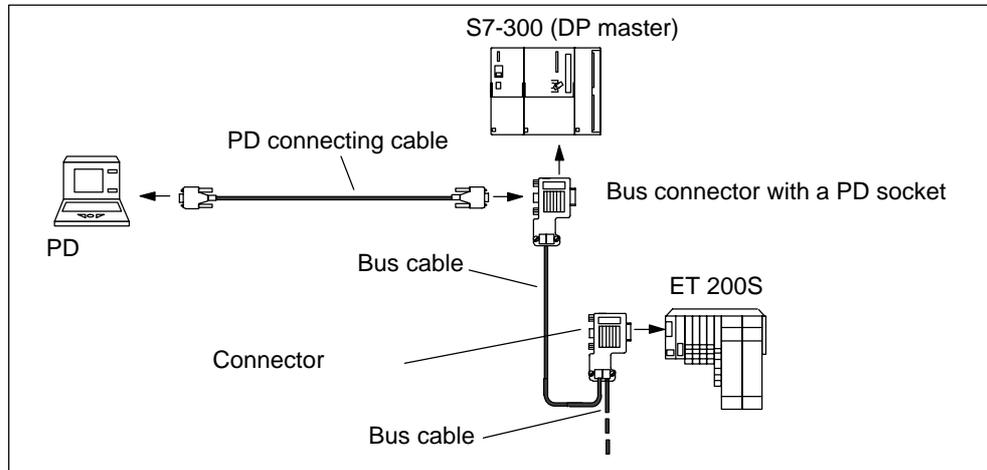 S7-300 (DP master)
PD connecting cable
Bus connector with a PD socket
PD
Bus cable
ET 200S
Connector
Bus cable